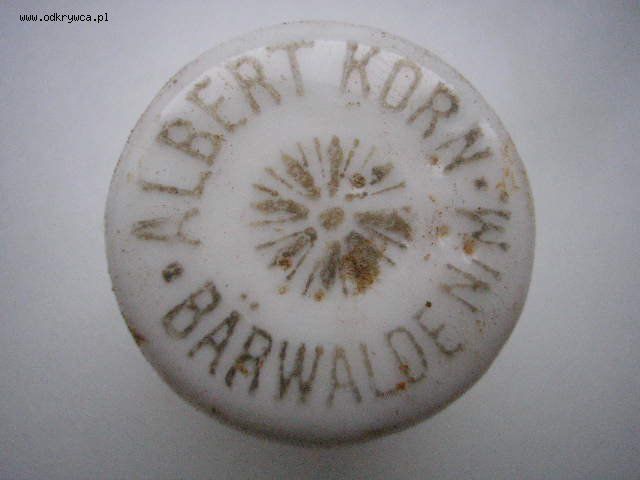 www.odkrywca.pl
ALBERT KORN·
·BÄRWALDE N|M·